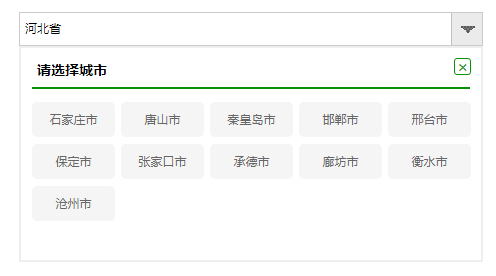 河北省
请选择城市
石家庄市 唐山市 秦皇岛市 邯郸市 邢台市
保定市 张家口市 承德市 廊坊市 衡水市
沧州市